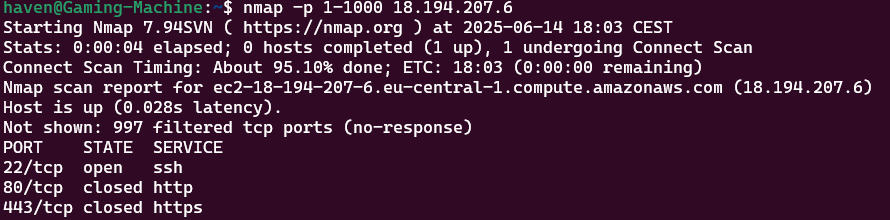 haven@Gaming-Machine:~$ nmap -p 1-1000 18.194.207.6
Starting Nmap 7.94SVN ( https://nmap.org ) at 2025-06-14 18:03 CEST
Stats: 0:00:04 elapsed; 0 hosts completed (1 up), 1 undergoing Connect Scan
Connect Scan Timing: About 95.10% done; ETC: 18:03 (0:00:00 remaining)
Nmap scan report for ec2-18-194-207-6.eu-central-1.compute.amazonaws.com (18.194.207.6)
Host is up (0.028s latency).
Not shown: 997 filtered tcp ports (no-response)
PORT    STATE  SERVICE
22/tcp  open   ssh
80/tcp  closed http
443/tcp closed https